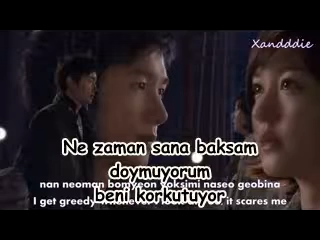 Xandddie
Ne zaman sana baksam
doymuyorum
nan neoman bomyeon yoksimi naseo geobina
I get greedy it scares me
beni korkutuyor.